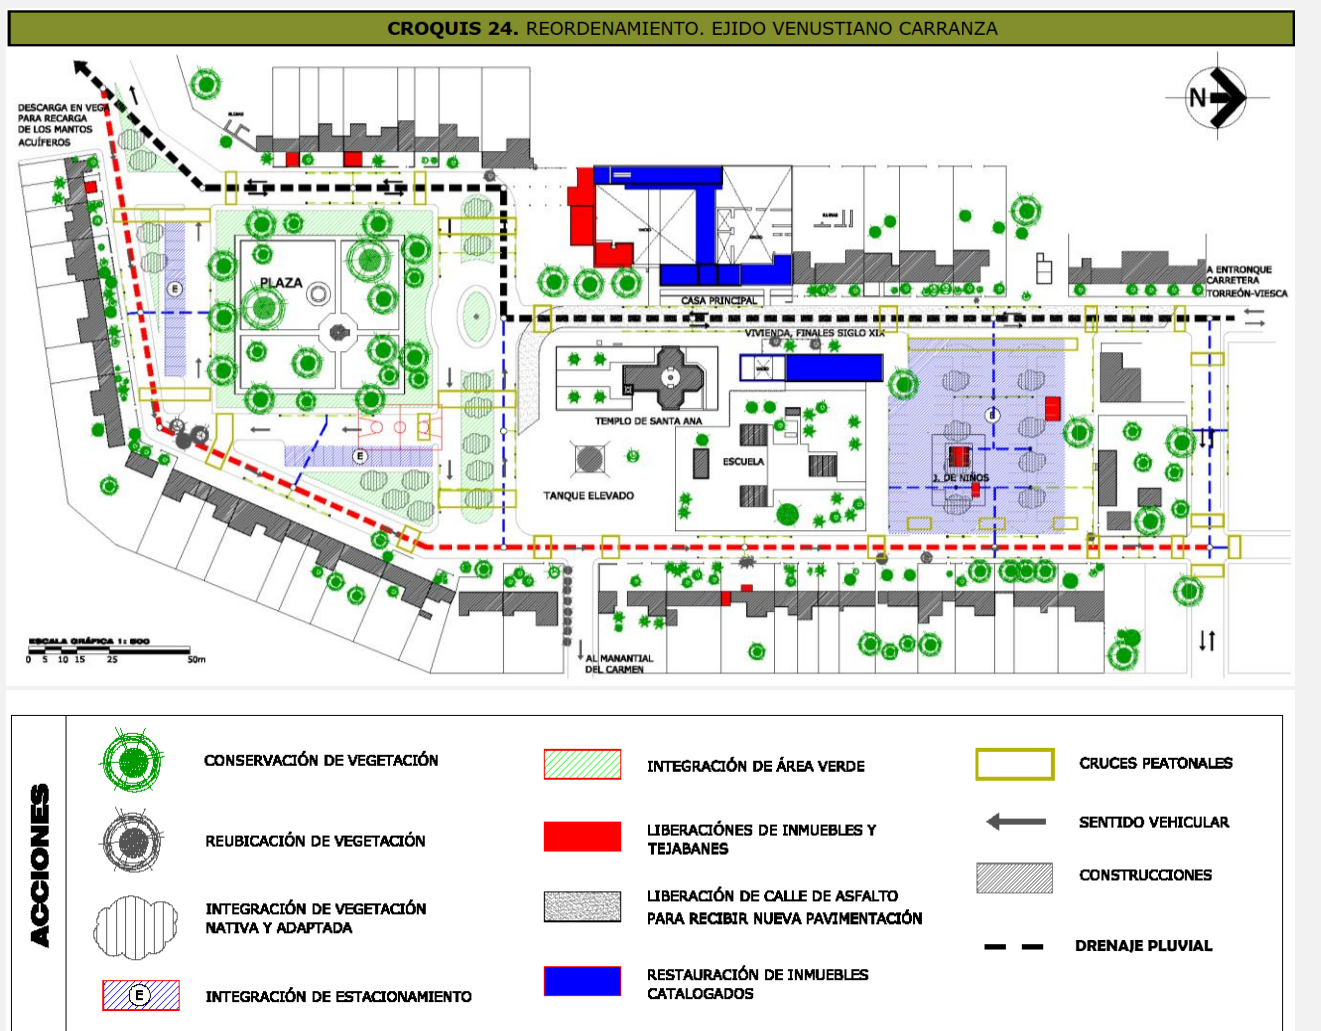 CROQUIS 24. REORDENAMIENTO. EJIDO VENUSTIANO CARRANZA
DESCARGA EN VEGA
PARA RECARGA
DE LOS MANTOS
ACUÍFEROS
N
PLAZA
E
E
E
CASA PRINCIPAL
A ENTRONQUE
CARRETERA
TORREÓN-VIESCA
VIVIENDA, FINALES SIGLO XIX
TEMPLO DE SANTA ANA
ESCUELA
TANQUE ELEVADO
J. DE NIÑOS
AL MANANTIAL
DEL CARMEN
ESCALA GRÁFICA 1: 500
0 5 10 15 25 50m
ACCIONES
CONSERVACIÓN DE VEGETACIÓN
REUBICACIÓN DE VEGETACIÓN
INTEGRACIÓN DE VEGETACIÓN
NATIVA Y ADAPTADA
E
INTEGRACIÓN DE ESTACIONAMIENTO
INTEGRACIÓN DE ÁREA VERDE
LIBERACIÓNES DE INMUEBLES Y
TEJABANES
LIBERACIÓN DE CALLE DE ASFALTO
PARA RECIBIR NUEVA PAVIMENTACIÓN
RESTAURACIÓN DE INMUEBLES
CATALOGADOS
CRUCES PEATONALES
SENTIDO VEHICULAR
CONSTRUCCIONES
DRENAJE PLUVIAL